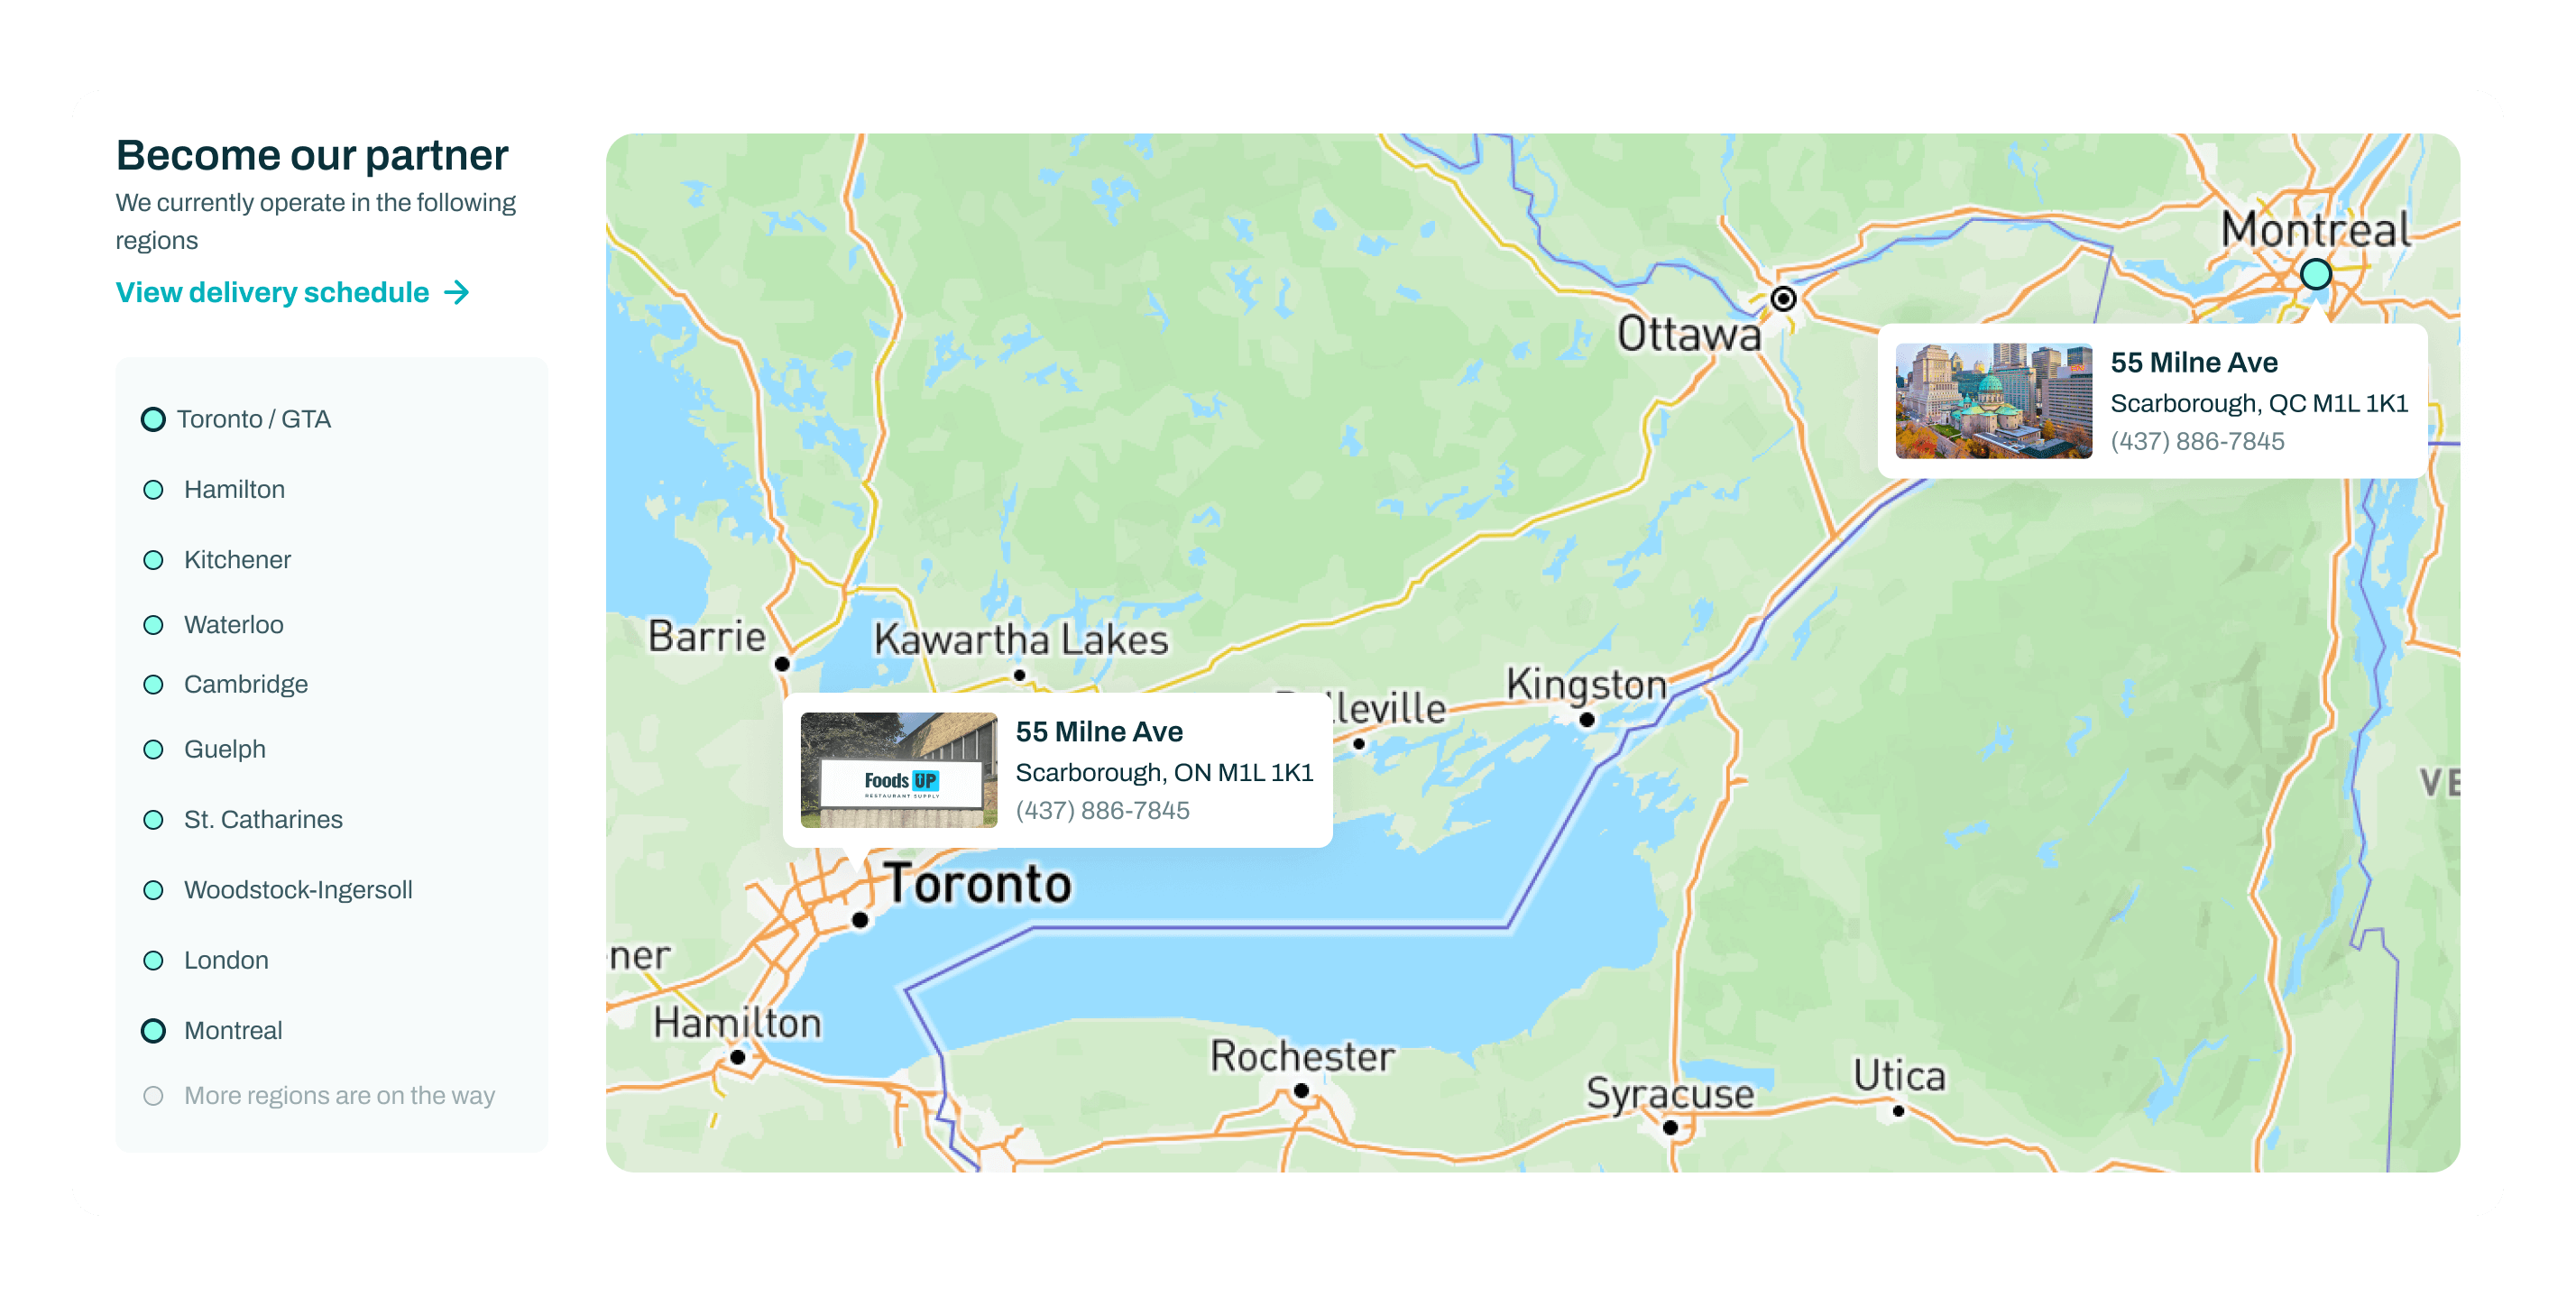 Become our partner
We currently operate in the following
regions
View delivery schedule
Toronto / GTA
Hamilton
Kitchener
Waterloo
Cambridge
Guelph
St. Catharines
Woodstock-Ingersoll
London
Montreal
More regions are on the way
Montreal
Ottawa
55 Milne Ave
Scarborough, QC M1L 1K1
(437) 886-7845
Barrie
Kawartha Lakes
Kingston
lleville
55 Milne Ave
Scarborough, ON M1L 1K1
(437) 886-7845
Foods UP
RESTAURANT SUPPLY
VE
Toronto
ner
Hamilton
Rochester
Syracuse
Utica